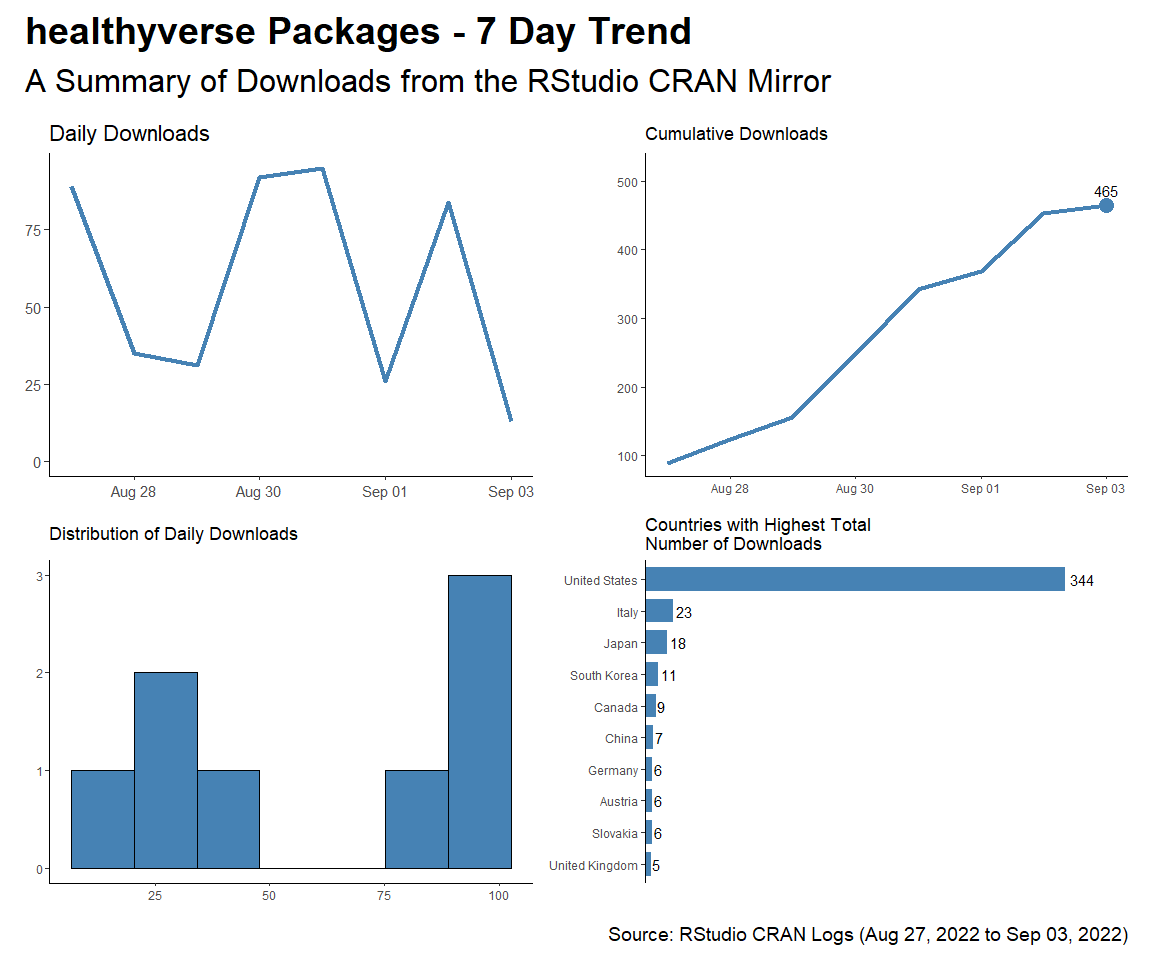 healthyverse Packages - 7 Day Trend
A Summary of Downloads from the RStudio CRAN Mirror
Daily Downloads
75
50
25
0
Aug 28
Aug 30
Sep 01
Sep 03
Cumulative Downloads
500
400
300
200
100
465
Aug 28
Aug 30
Sep 01
Sep 03
Distribution of Daily Downloads
3
2
1
0
25
50
75
100
Countries with Highest Total
Number of Downloads
United States 344
Italy 23
Japan 18
South Korea 11
Canada 9
China 7
Germany 6
Austria 6
Slovakia 6
United Kingdom 5
Source: RStudio CRAN Logs (Aug 27, 2022 to Sep 03, 2022)